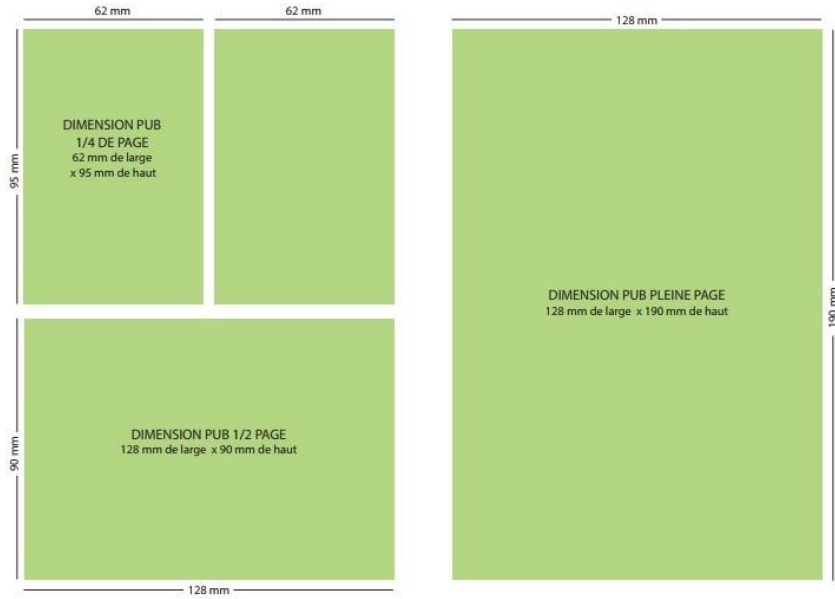 62 mm
62 mm
128 mm
DIMENSION PUB
1/4 DE PAGE
62 mm de large
x 95 mm de haut
95 mm
DIMENSION PUB PLEINE PAGE
128 mm de large x 190 mm de haut
190 mm
DIMENSION PUB 1/2 PAGE
128 mm de large x 90 mm de haut
90 mm
128 mm